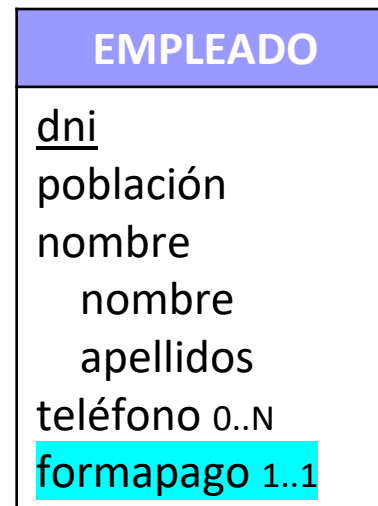 EMPLEADO
dni
población
nombre
nombre
apellidos
teléfono 0..N
formapago 1..1